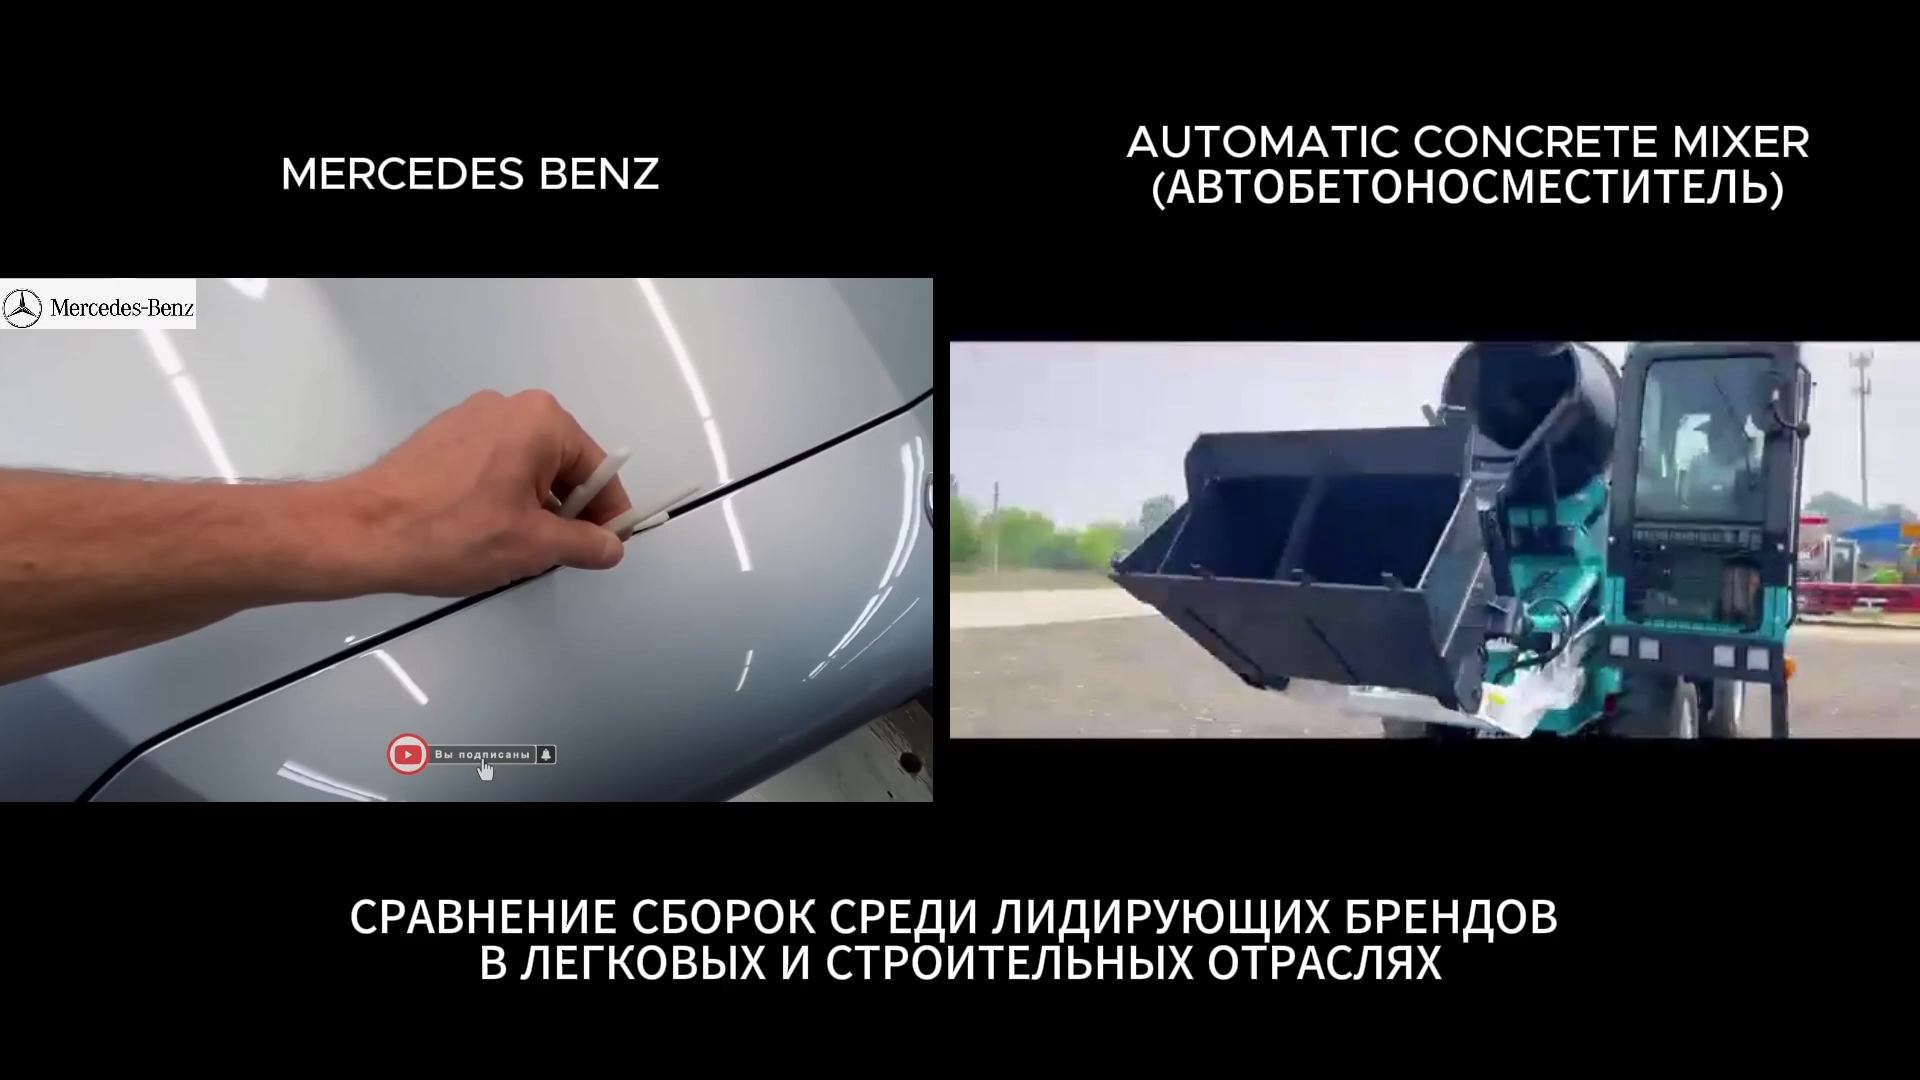 MERCEDES BENZ
AUTOMATIC CONCRETE MIXER
(АВТОБЕТОНОСМЕСТИТЕЛЬ)
Mercedes-Benz
Вы подписаны
СРАВНЕНИЕ СБОРОК СРЕДИ ЛИДИРУЮЩИХ БРЕНДОВ
В ЛЕГКОВЫХ И СТРОИТЕЛЬНЫХ ОТРАСЛЯХ